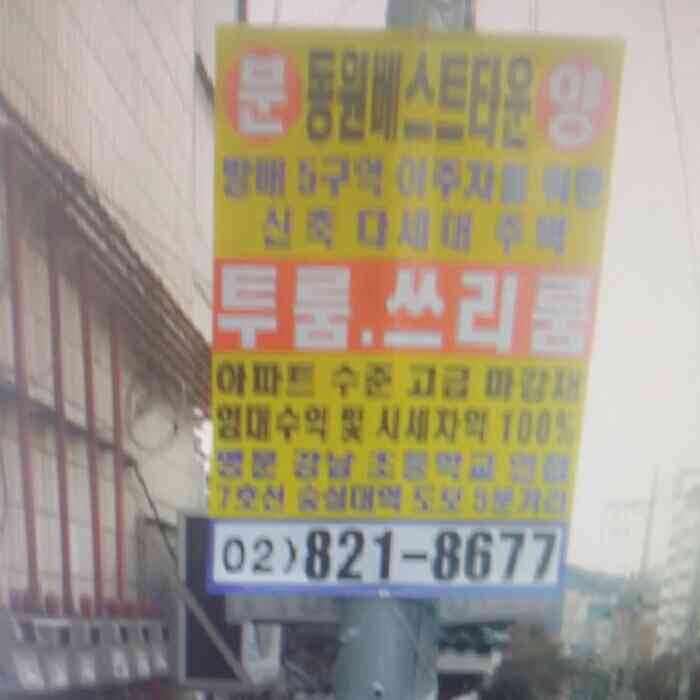 분 동원베스트타운 양
방배 5구역 이주자를 위한
신축 다세대 주택
투룸.쓰리룸
아파트 수준 고급 마감재
임대수익 및 시세차익 100%
명문 강남 초등학교 인접
7호선 숭실대역 도보 5분거리
02)821-8677